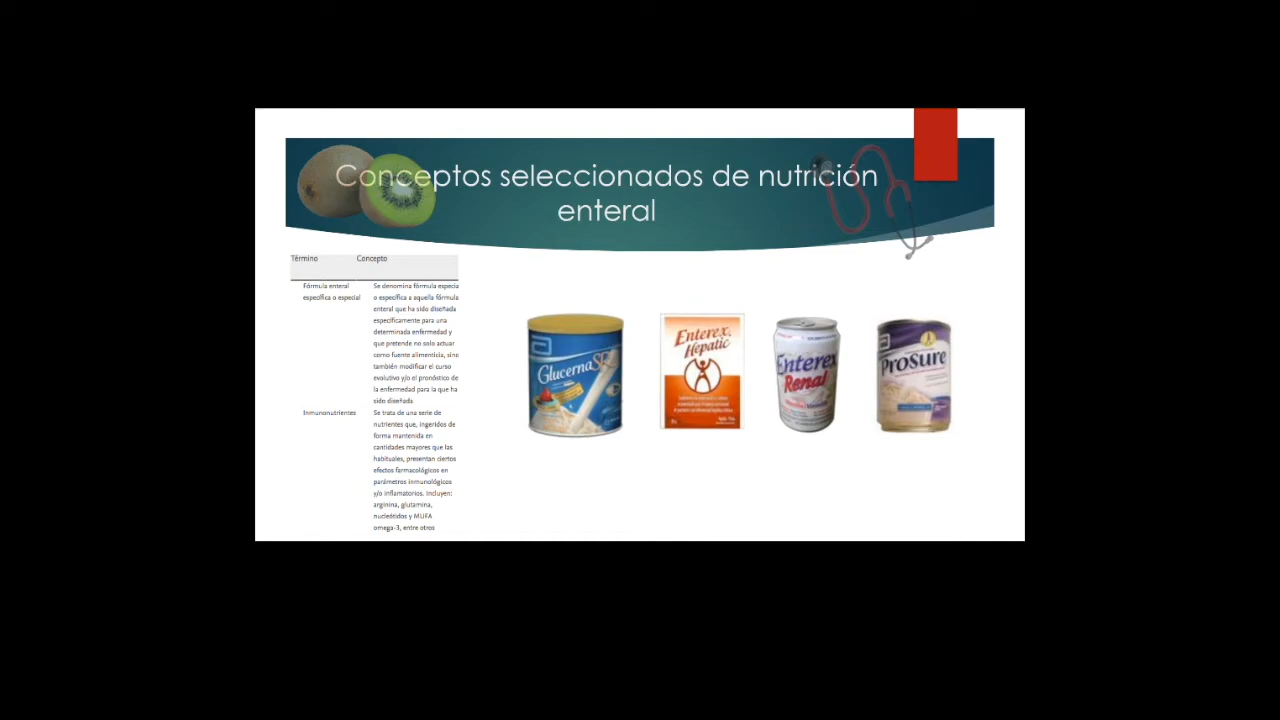 Conceptos seleccionados de nutrición
enteral
Término Concepto
Fórmula enteral
específica o especial
Se denomina fórmula especia
o específica a aquella fórmula
enteral que ha sido diseñada
específicamente para una
determinada enfermedad y
que pretende no solo actuar
como fuente alimenticia, sino
también modificar el curso
evolutivo y/o el pronóstico de
la enfermedad para la que ha
sido diseñada
Inmunonutrientes
Se trata de una serie de
nutrientes que, ingeridos de
forma mantenida en
cantidades mayores que las
habituales, presentan ciertos
efectos farmacológicos en
parámetros inmunológicos
y/o inflamatorios. Incluyen:
arginina, glutamina,
nucleótidos y MUFA
omega-3, entre otros
Glucerna SR
Enterex
Hepatic
Enterex
Renal
ProSure